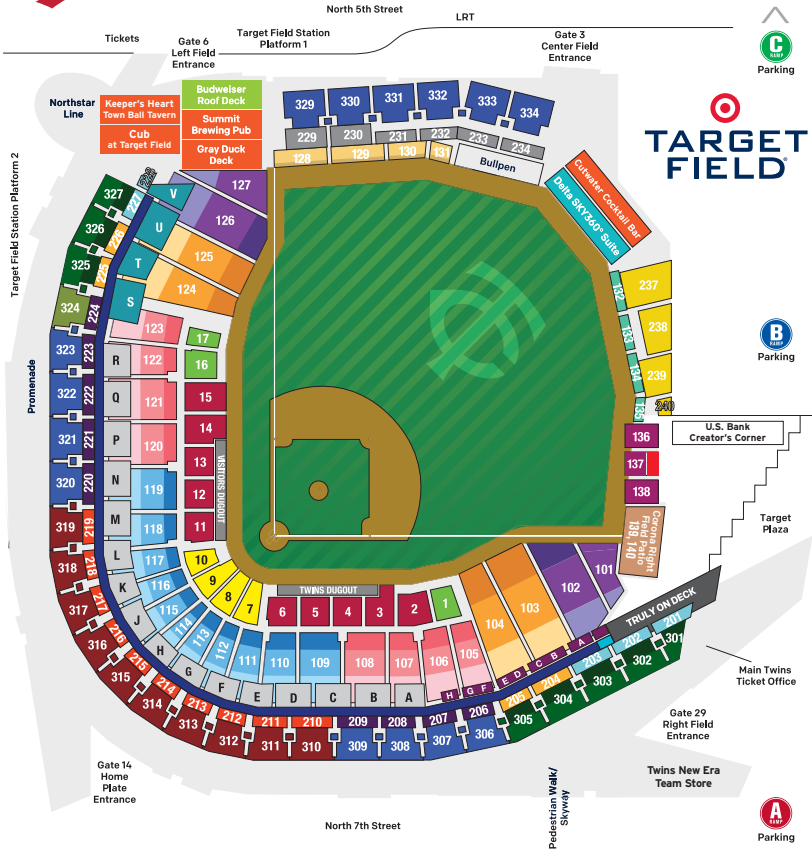 North 5th Street
LRT
Tickets
Gate 6
Left Field
Entrance
Target Field Station
Platform 1
Gate 3
Center Field
Entrance
C
RAMP
Parking
Northstar
Line
Keeper's Heart
Town Ball Tavern
Cub
at Target Field
Budweiser
Roof Deck
Summit
Brewing Pub
Gray Duck
Deck
329
330
331
332
333
334
229
230
231
232
233
234
128
129
130
131
Bullpen
TARGET
FIELD
Cutwater Cocktail Bar
Delta SKY360° Suite
Target Field Station Platform 2
Promenade
327
326
325
324
323
322
321
320
319
318
317
316
315
314
313
312
311
310
309
308
307
306
305
304
303
302
301
227
226
225
224
223
222
221
220
219
218
217
216
215
214
213
212
211
210
209
208
207
206
205
204
203
202
201
V
U
T
S
R
Q
P
N
M
L
K
J
H
G
F
E
D
C
B
A
H
G
F
E
D
C
B
A
127
126
125
124
123
122
121
120
119
118
117
116
115
114
113
112
111
110
109
108
107
106
105
104
103
102
101
17
16
15
14
13
12
11
10
9
8
7
6
5
4
3
2
1
VISITORS DUGOUT
TWINS DUGOUT
132
133
134
135
237
238
239
240
136
137
138
Corona Right
Field Patio
139, 140
B
RAMP
Parking
U.S. Bank
Creator's Corner
Target
Plaza
TRULY ON DECK
Main Twins
Ticket Office
Gate 29
Right Field
Entrance
Twins New Era
Team Store
Gate 14
Home
Plate
Entrance
North 7th Street
Pedestrian Walk/
Skyway
A
RAMP
Parking